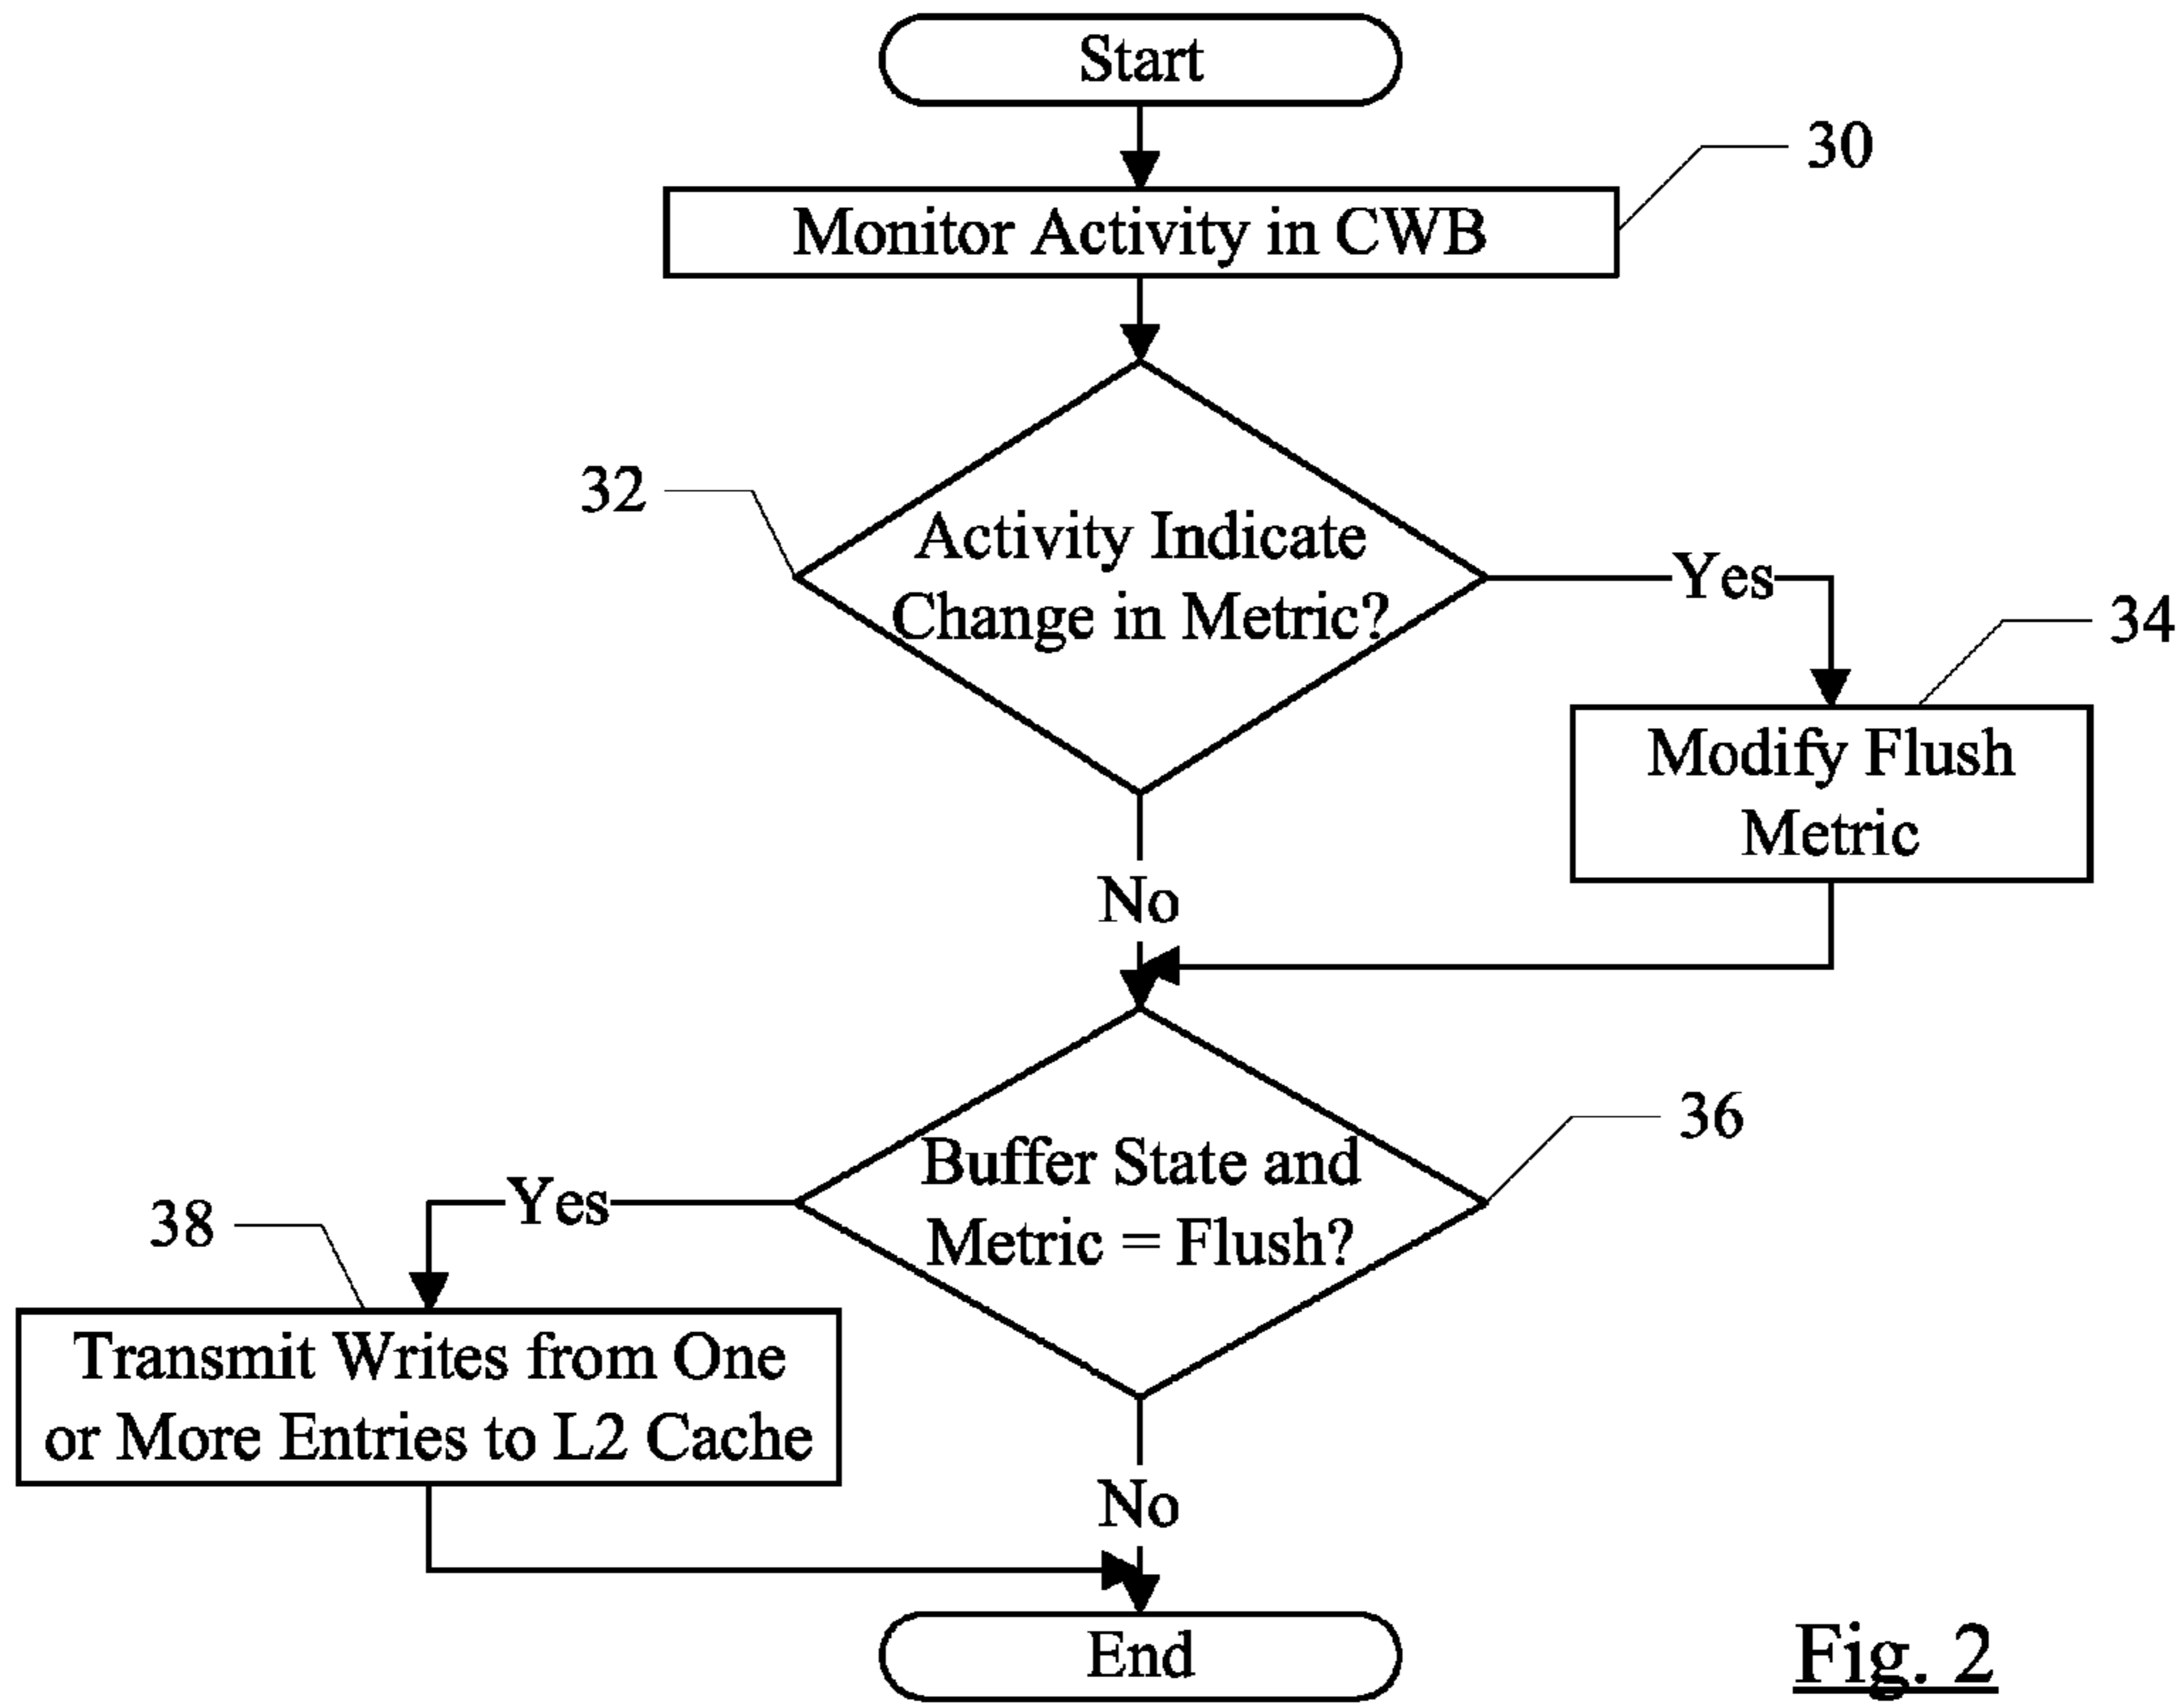 Start
30
Monitor Activity in CWB
32
Activity Indicate
Change in Metric?
Yes
34
Modify Flush
Metric
No
36
Buffer State and
Metric = Flush?
Yes
38
Transmit Writes from One
or More Entries to L2 Cache
No
End
Fig. 2